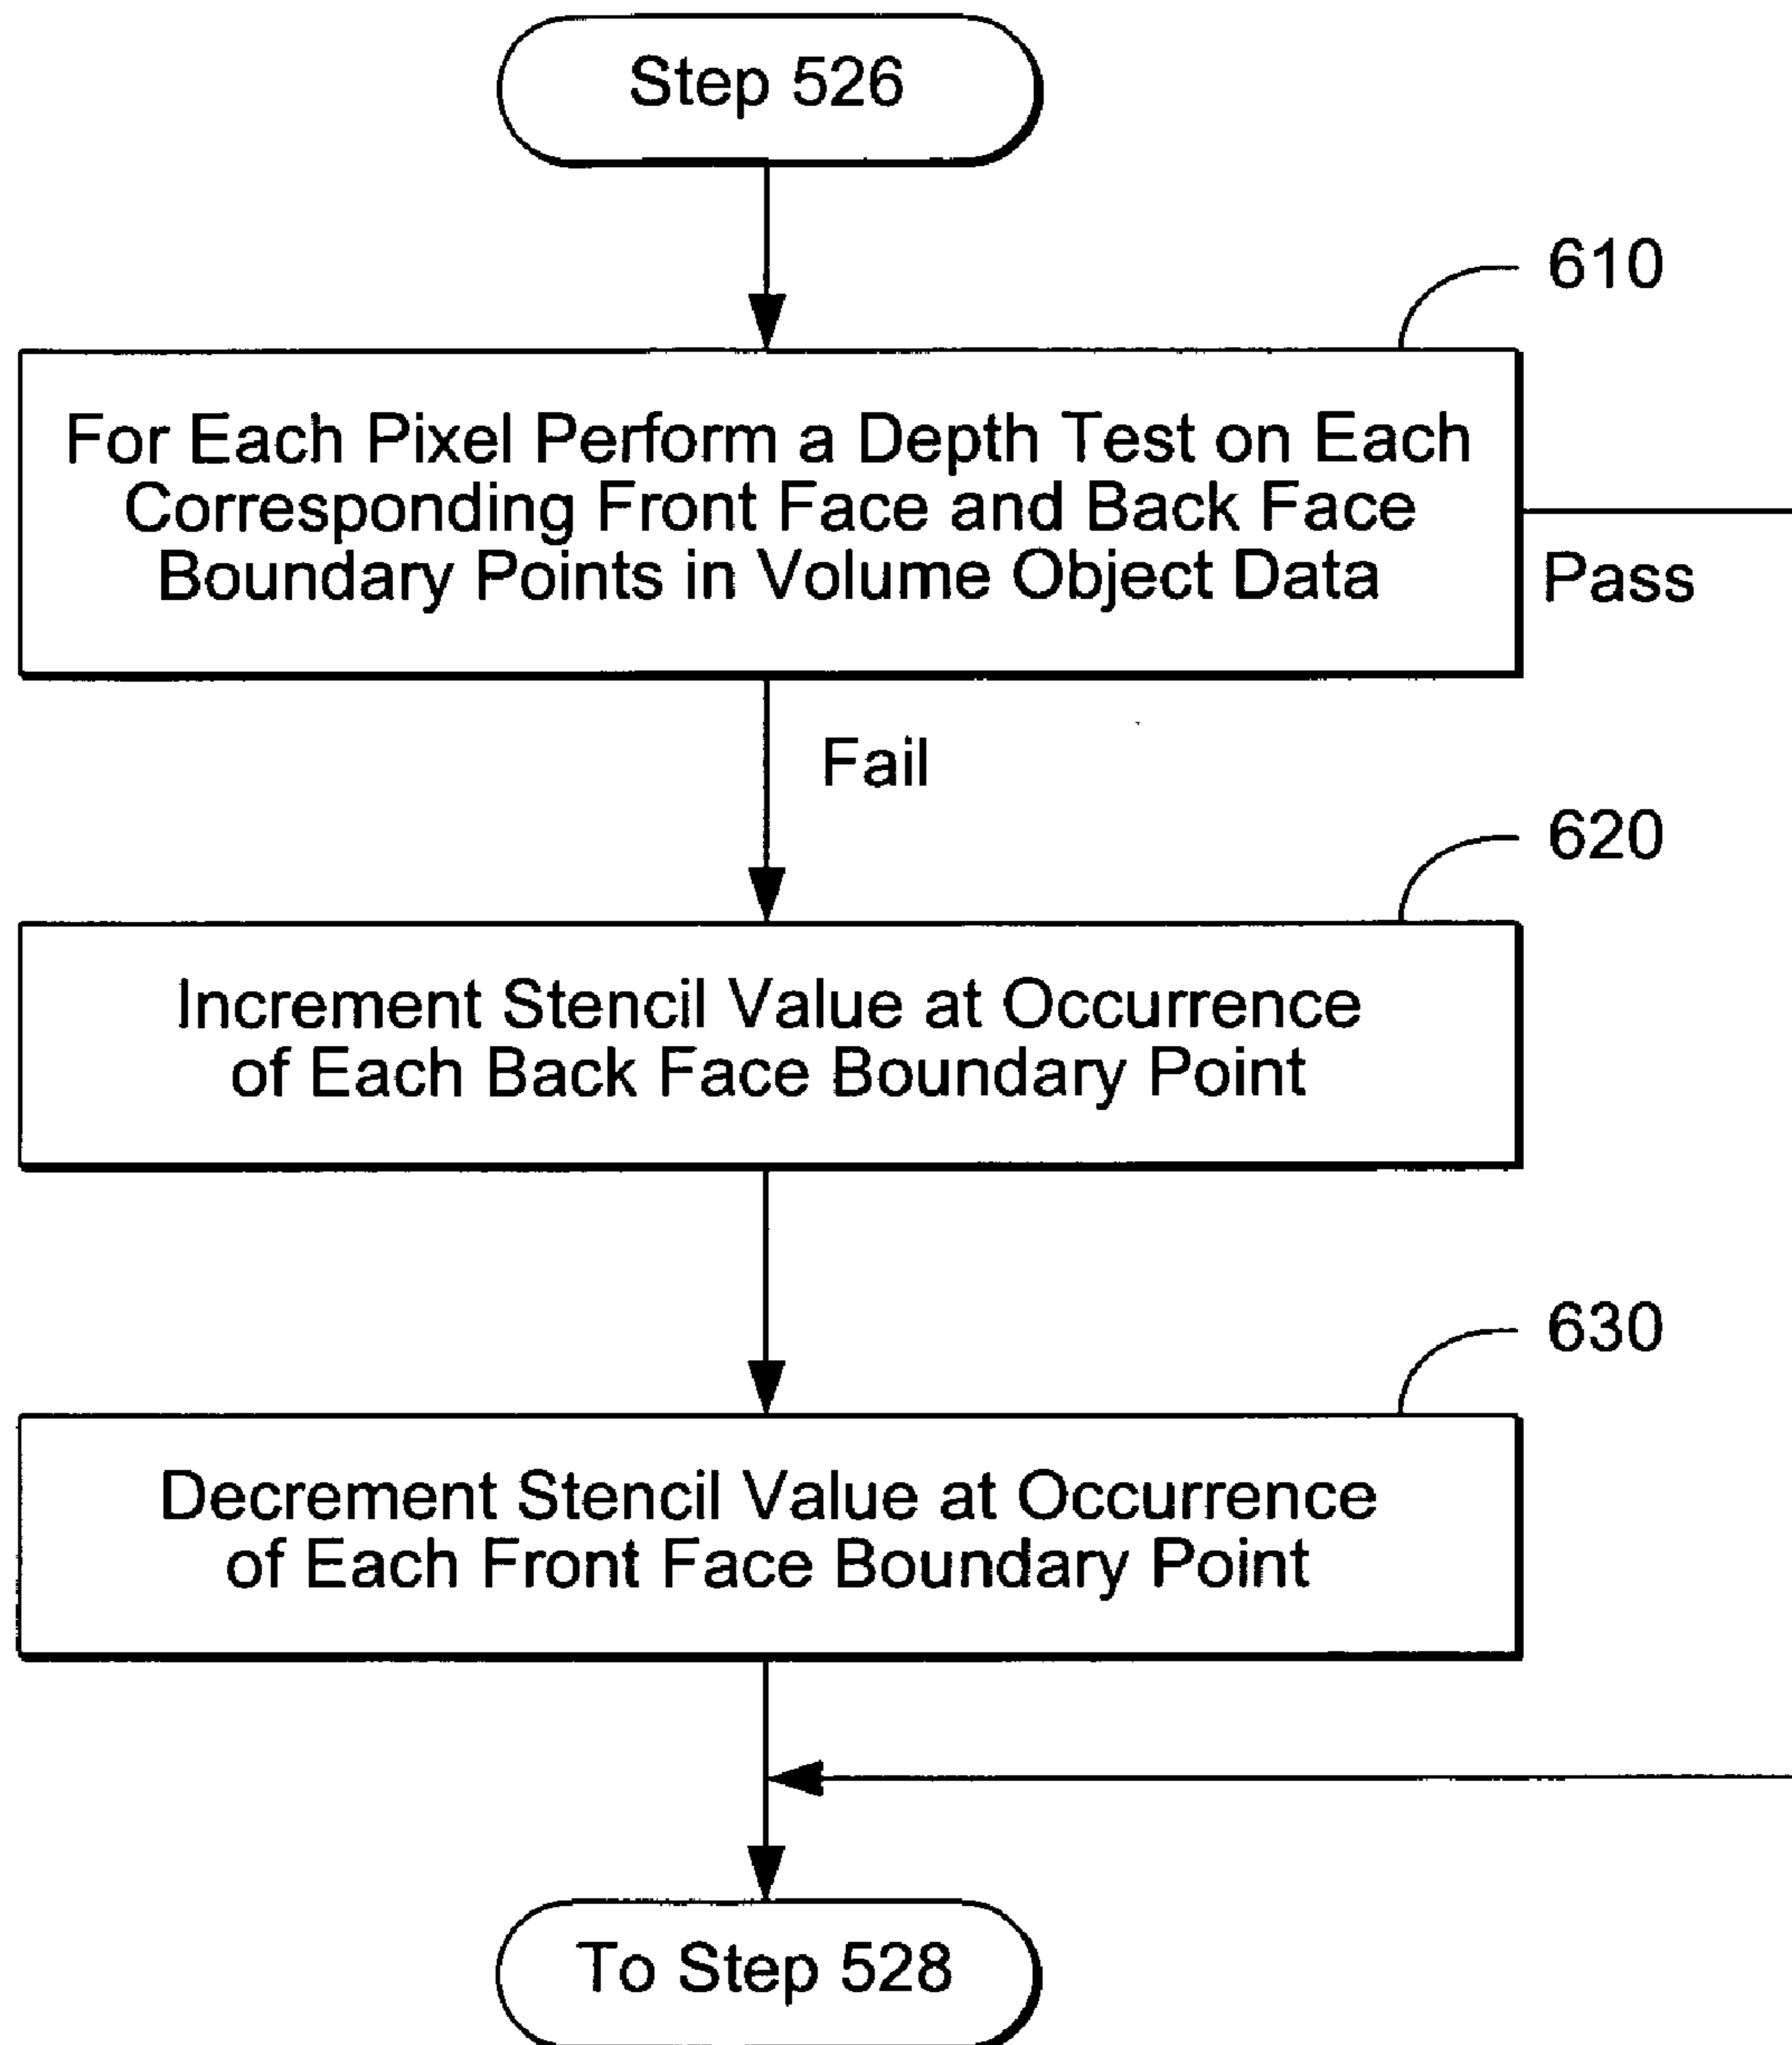 Step 526
610
For Each Pixel Perform a Depth Test on Each
Corresponding Front Face and Back Face
Boundary Points in Volume Object Data
Pass
Fail
620
Increment Stencil Value at Occurrence
of Each Back Face Boundary Point
630
Decrement Stencil Value at Occurrence
of Each Front Face Boundary Point
To Step 528